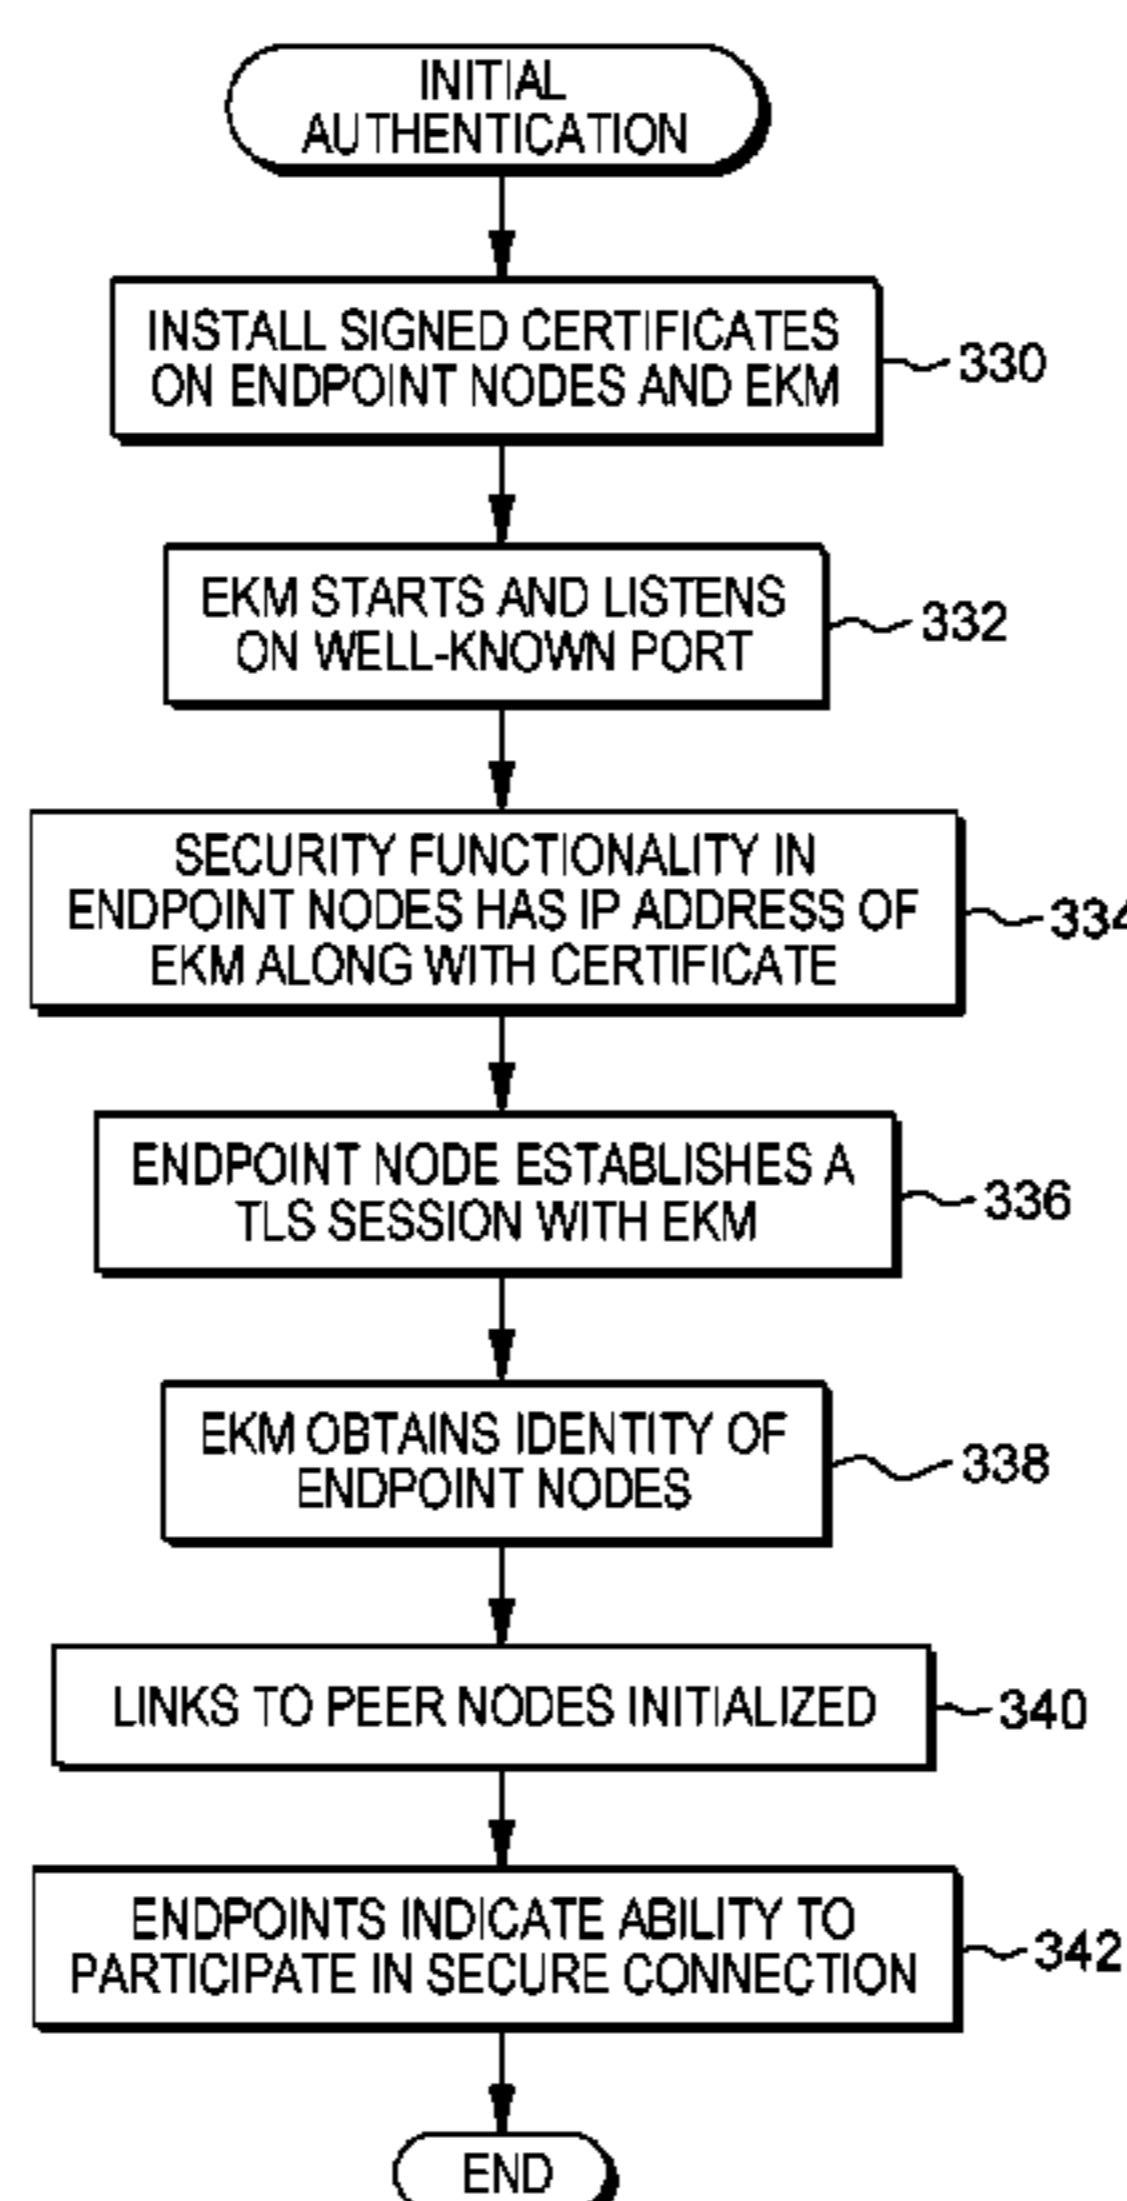 INITIAL
AUTHENTICATION
INSTALL SIGNED CERTIFICATES
ON ENDPOINT NODES AND EKM
330
EKM STARTS AND LISTENS
ON WELL-KNOWN PORT
332
SECURITY FUNCTIONALITY IN
ENDPOINT NODES HAS IP ADDRESS OF
EKM ALONG WITH CERTIFICATE
334
ENDPOINT NODE ESTABLISHES A
TLS SESSION WITH EKM
336
EKM OBTAINS IDENTITY OF
ENDPOINT NODES
338
LINKS TO PEER NODES INITIALIZED
340
ENDPOINTS INDICATE ABILITY TO
PARTICIPATE IN SECURE CONNECTION
342
END